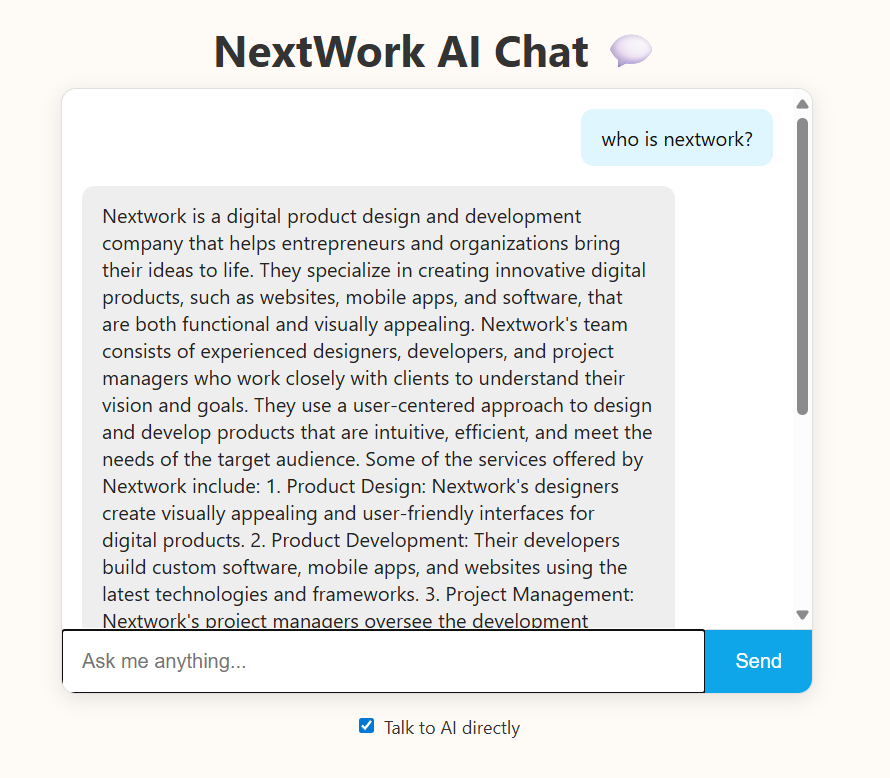 NextWork AI Chat
who is nextwork?
Nextwork is a digital product design and development
company that helps entrepreneurs and organizations bring
their ideas to life. They specialize in creating innovative digital
products, such as websites, mobile apps, and software, that
are both functional and visually appealing. Nextwork's team
consists of experienced designers, developers, and project
managers who work closely with clients to understand their
vision and goals. They use a user-centered approach to design
and develop products that are intuitive, efficient, and meet the
needs of the target audience. Some of the services offered by
Nextwork include: 1. Product Design: Nextwork's designers
create visually appealing and user-friendly interfaces for
digital products. 2. Product Development: Their developers
build custom software, mobile apps, and websites using the
latest technologies and frameworks. 3. Project Management:
Nextwork's project managers oversee the development
Ask me anything...
Send
Talk to AI directly